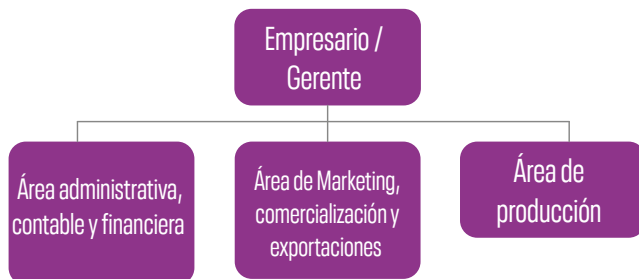 Empresario /
Gerente
Área administrativa,
contable y financiera
Área de Marketing,
comercialización y
exportaciones
Área de
producción